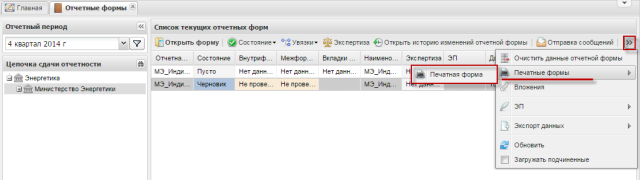 Главная
Отчетные формы
Отчетный период
4 квартал 2014 г
Цепочка сдачи отчетности
Энергетика
Министерство Энергетики
Список текущих отчетных форм
Открыть форму Состояние Увязки Экспертиза Открыть историю изменений отчетной формы Отправка сообщений
Отчетна... Состояние Внутриф... Межфор... Вкладки ... Наимено... Экспертиза ЭП
МЭ_Инди... Пусто Нет данн... Нет данн... Нет данн... МЭ_Инди...
МЭ_Инди... Черновик Не прове... Не прове... МЭ_Инди... Не данн...
Печатная форма
Очистить данные отчетной формы
Печатные формы
Вложения
ЭП
Экспорт данных
Обновить
Загружать подчиненные